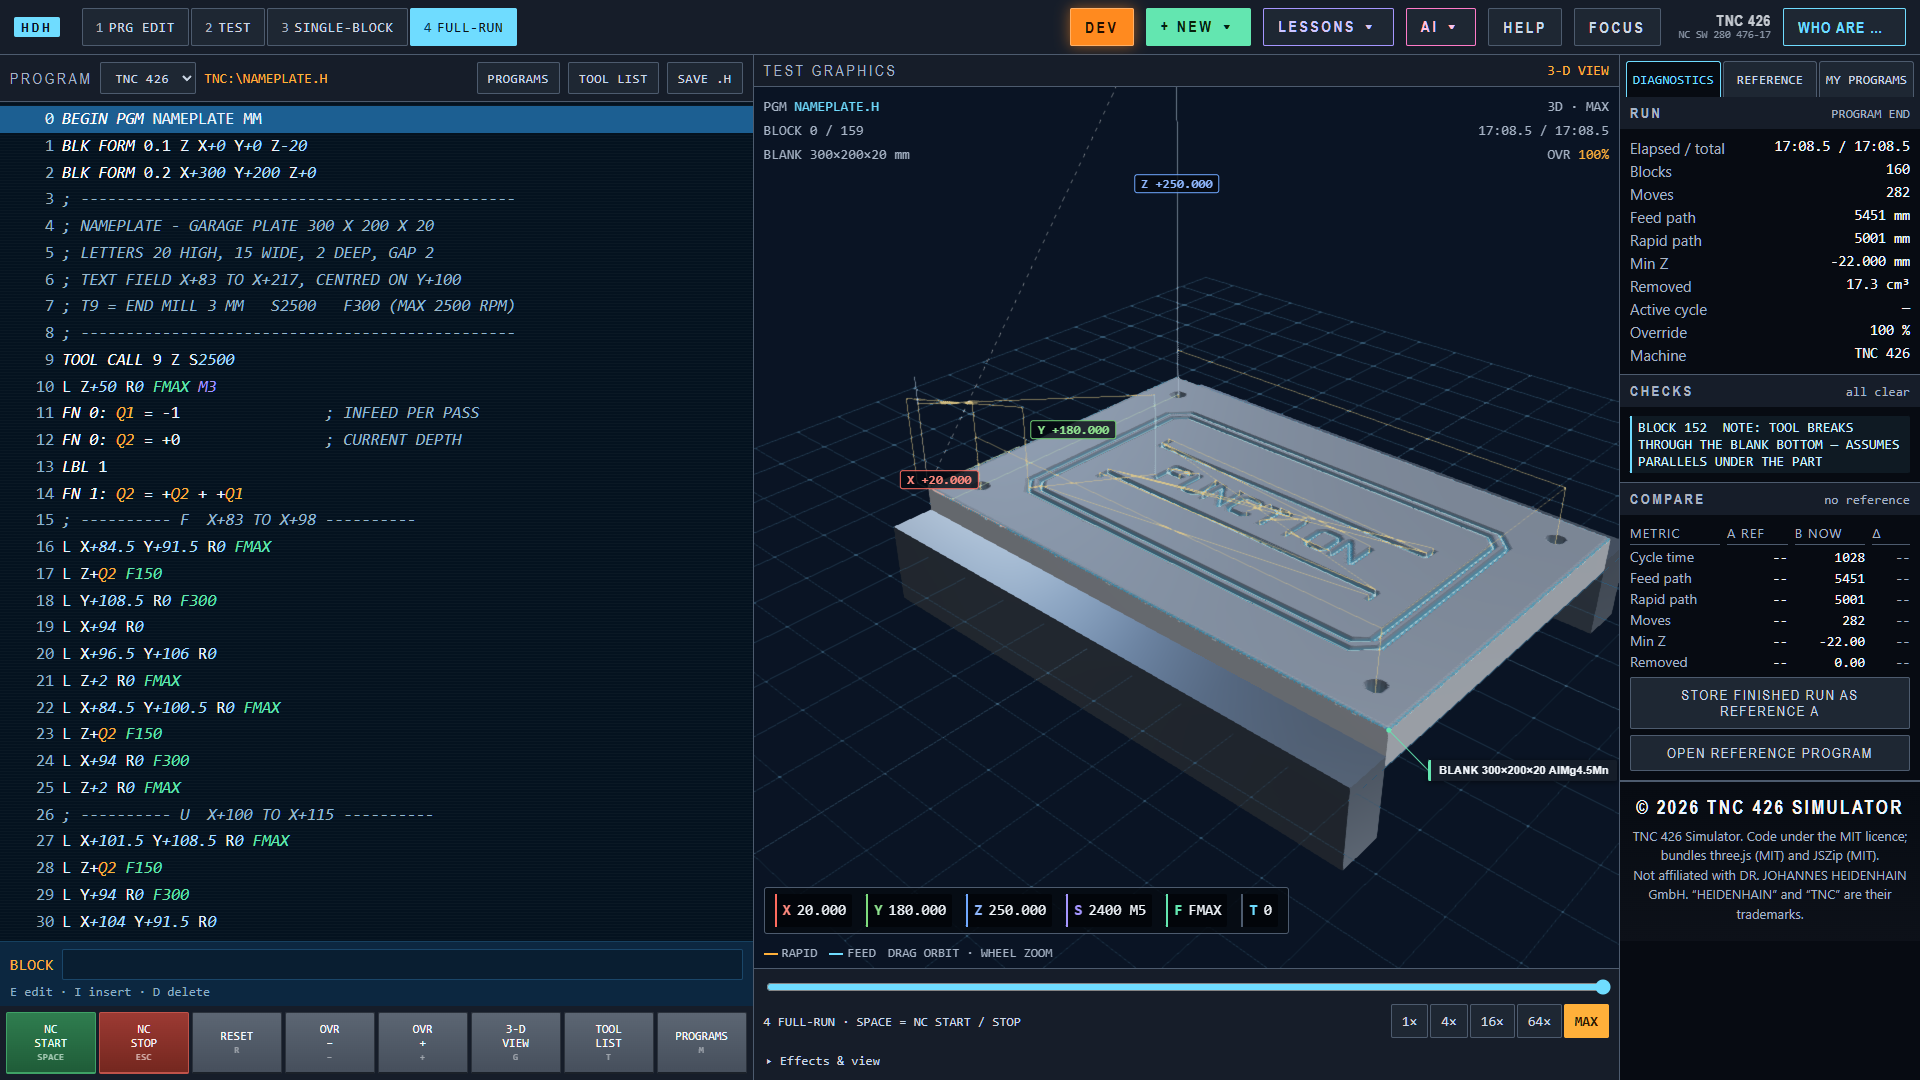 HDH 1 PRG EDIT 2 TEST 3 SINGLE-BLOCK 4 FULL-RUN DEV + NEW ▾ LESSONS ▾ AI ▾ HELP FOCUS TNC 426 WHO ARE …
NC SW 280 476-17
PROGRAM TNC 426 TNC:\NAMEPLATE.H PROGRAMS TOOL LIST SAVE .H
0 BEGIN PGM NAMEPLATE MM
1 BLK FORM 0.1 Z X+0 Y+0 Z-20
2 BLK FORM 0.2 X+300 Y+200 Z+0
3 ; ------------------------------------------------
4 ; NAMEPLATE - GARAGE PLATE 300 X 200 X 20
5 ; LETTERS 20 HIGH, 15 WIDE, 2 DEEP, GAP 2
6 ; TEXT FIELD X+83 TO X+217, CENTRED ON Y+100
7 ; T9 = END MILL 3 MM   S2500   F300 (MAX 2500 RPM)
8 ; ------------------------------------------------
9 TOOL CALL 9 Z S2500
10 L Z+50 R0 FMAX M3
11 FN 0: Q1 = -1 ; INFEED PER PASS
12 FN 0: Q2 = +0 ; CURRENT DEPTH
13 LBL 1
14 FN 1: Q2 = +Q2 + +Q1
15 ; ---------- F  X+83 TO X+98 ----------
16 L X+84.5 Y+91.5 R0 FMAX
17 L Z+Q2 F150
18 L Y+108.5 R0 F300
19 L X+94 R0
20 L X+96.5 Y+106 R0
21 L Z+2 R0 FMAX
22 L X+84.5 Y+100.5 R0 FMAX
23 L Z+Q2 F150
24 L X+94 R0 F300
25 L Z+2 R0 FMAX
26 ; ---------- U  X+100 TO X+115 ----------
27 L X+101.5 Y+108.5 R0 FMAX
28 L Z+Q2 F150
29 L Y+94 R0 F300
30 L X+104 Y+91.5 R0
BLOCK
E edit · I insert · D delete
NC START SPACE
NC STOP ESC
RESET R
OVR − −
OVR + +
3-D VIEW G
TOOL LIST T
PROGRAMS M
TEST GRAPHICS 3-D VIEW
PGM NAMEPLATE.H 3D · MAX
BLOCK 0 / 159 17:08.5 / 17:08.5
BLANK 300×200×20 mm OVR 100%
Z +250.000
Y +180.000
X +20.000
BLANK 300×200×20 AlMg4.5Mn
X 20.000 Y 180.000 Z 250.000 S 2400 M5 F FMAX T 0
RAPID FEED DRAG ORBIT · WHEEL ZOOM
4 FULL-RUN · SPACE = NC START / STOP 1× 4× 16× 64× MAX
▸ Effects & view
DIAGNOSTICS REFERENCE MY PROGRAMS
RUN PROGRAM END
Elapsed / total 17:08.5 / 17:08.5
Blocks 160
Moves 282
Feed path 5451 mm
Rapid path 5001 mm
Min Z -22.000 mm
Removed 17.3 cm³
Active cycle —
Override 100 %
Machine TNC 426
CHECKS all clear
BLOCK 152  NOTE: TOOL BREAKS
THROUGH THE BLANK BOTTOM — ASSUMES
PARALLELS UNDER THE PART
COMPARE no reference
METRIC A REF B NOW Δ
Cycle time -- 1028 --
Feed path -- 5451 --
Rapid path -- 5001 --
Moves -- 282 --
Min Z -- -22.00 --
Removed -- 0.00 --
STORE FINISHED RUN AS
REFERENCE A
OPEN REFERENCE PROGRAM
© 2026 TNC 426 SIMULATOR
TNC 426 Simulator. Code under the MIT licence;
bundles three.js (MIT) and JSZip (MIT).
Not affiliated with DR. JOHANNES HEIDENHAIN
GmbH. “HEIDENHAIN” and “TNC” are their
trademarks.